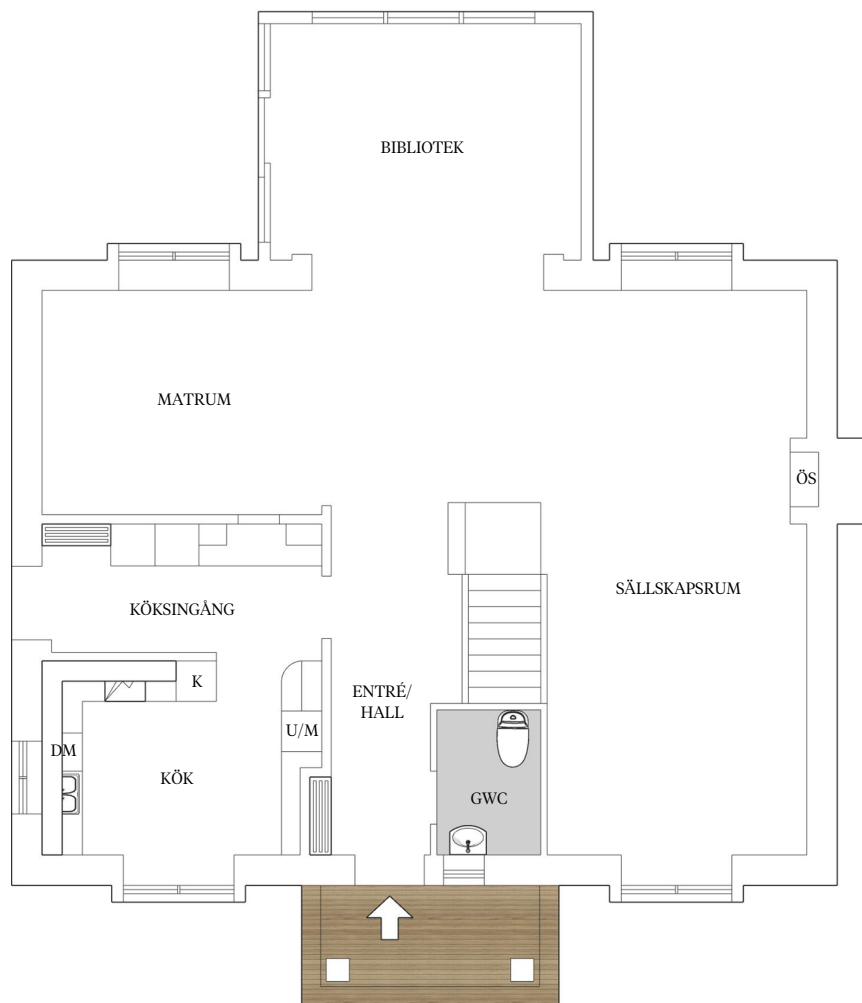 BIBLIOTEK
MATRUM
ÖS
SÄLLSKAPSRUM
KÖKSINGÅNG
K
ENTRÉ/
HALL
U/M
DM
KÖK
GWC